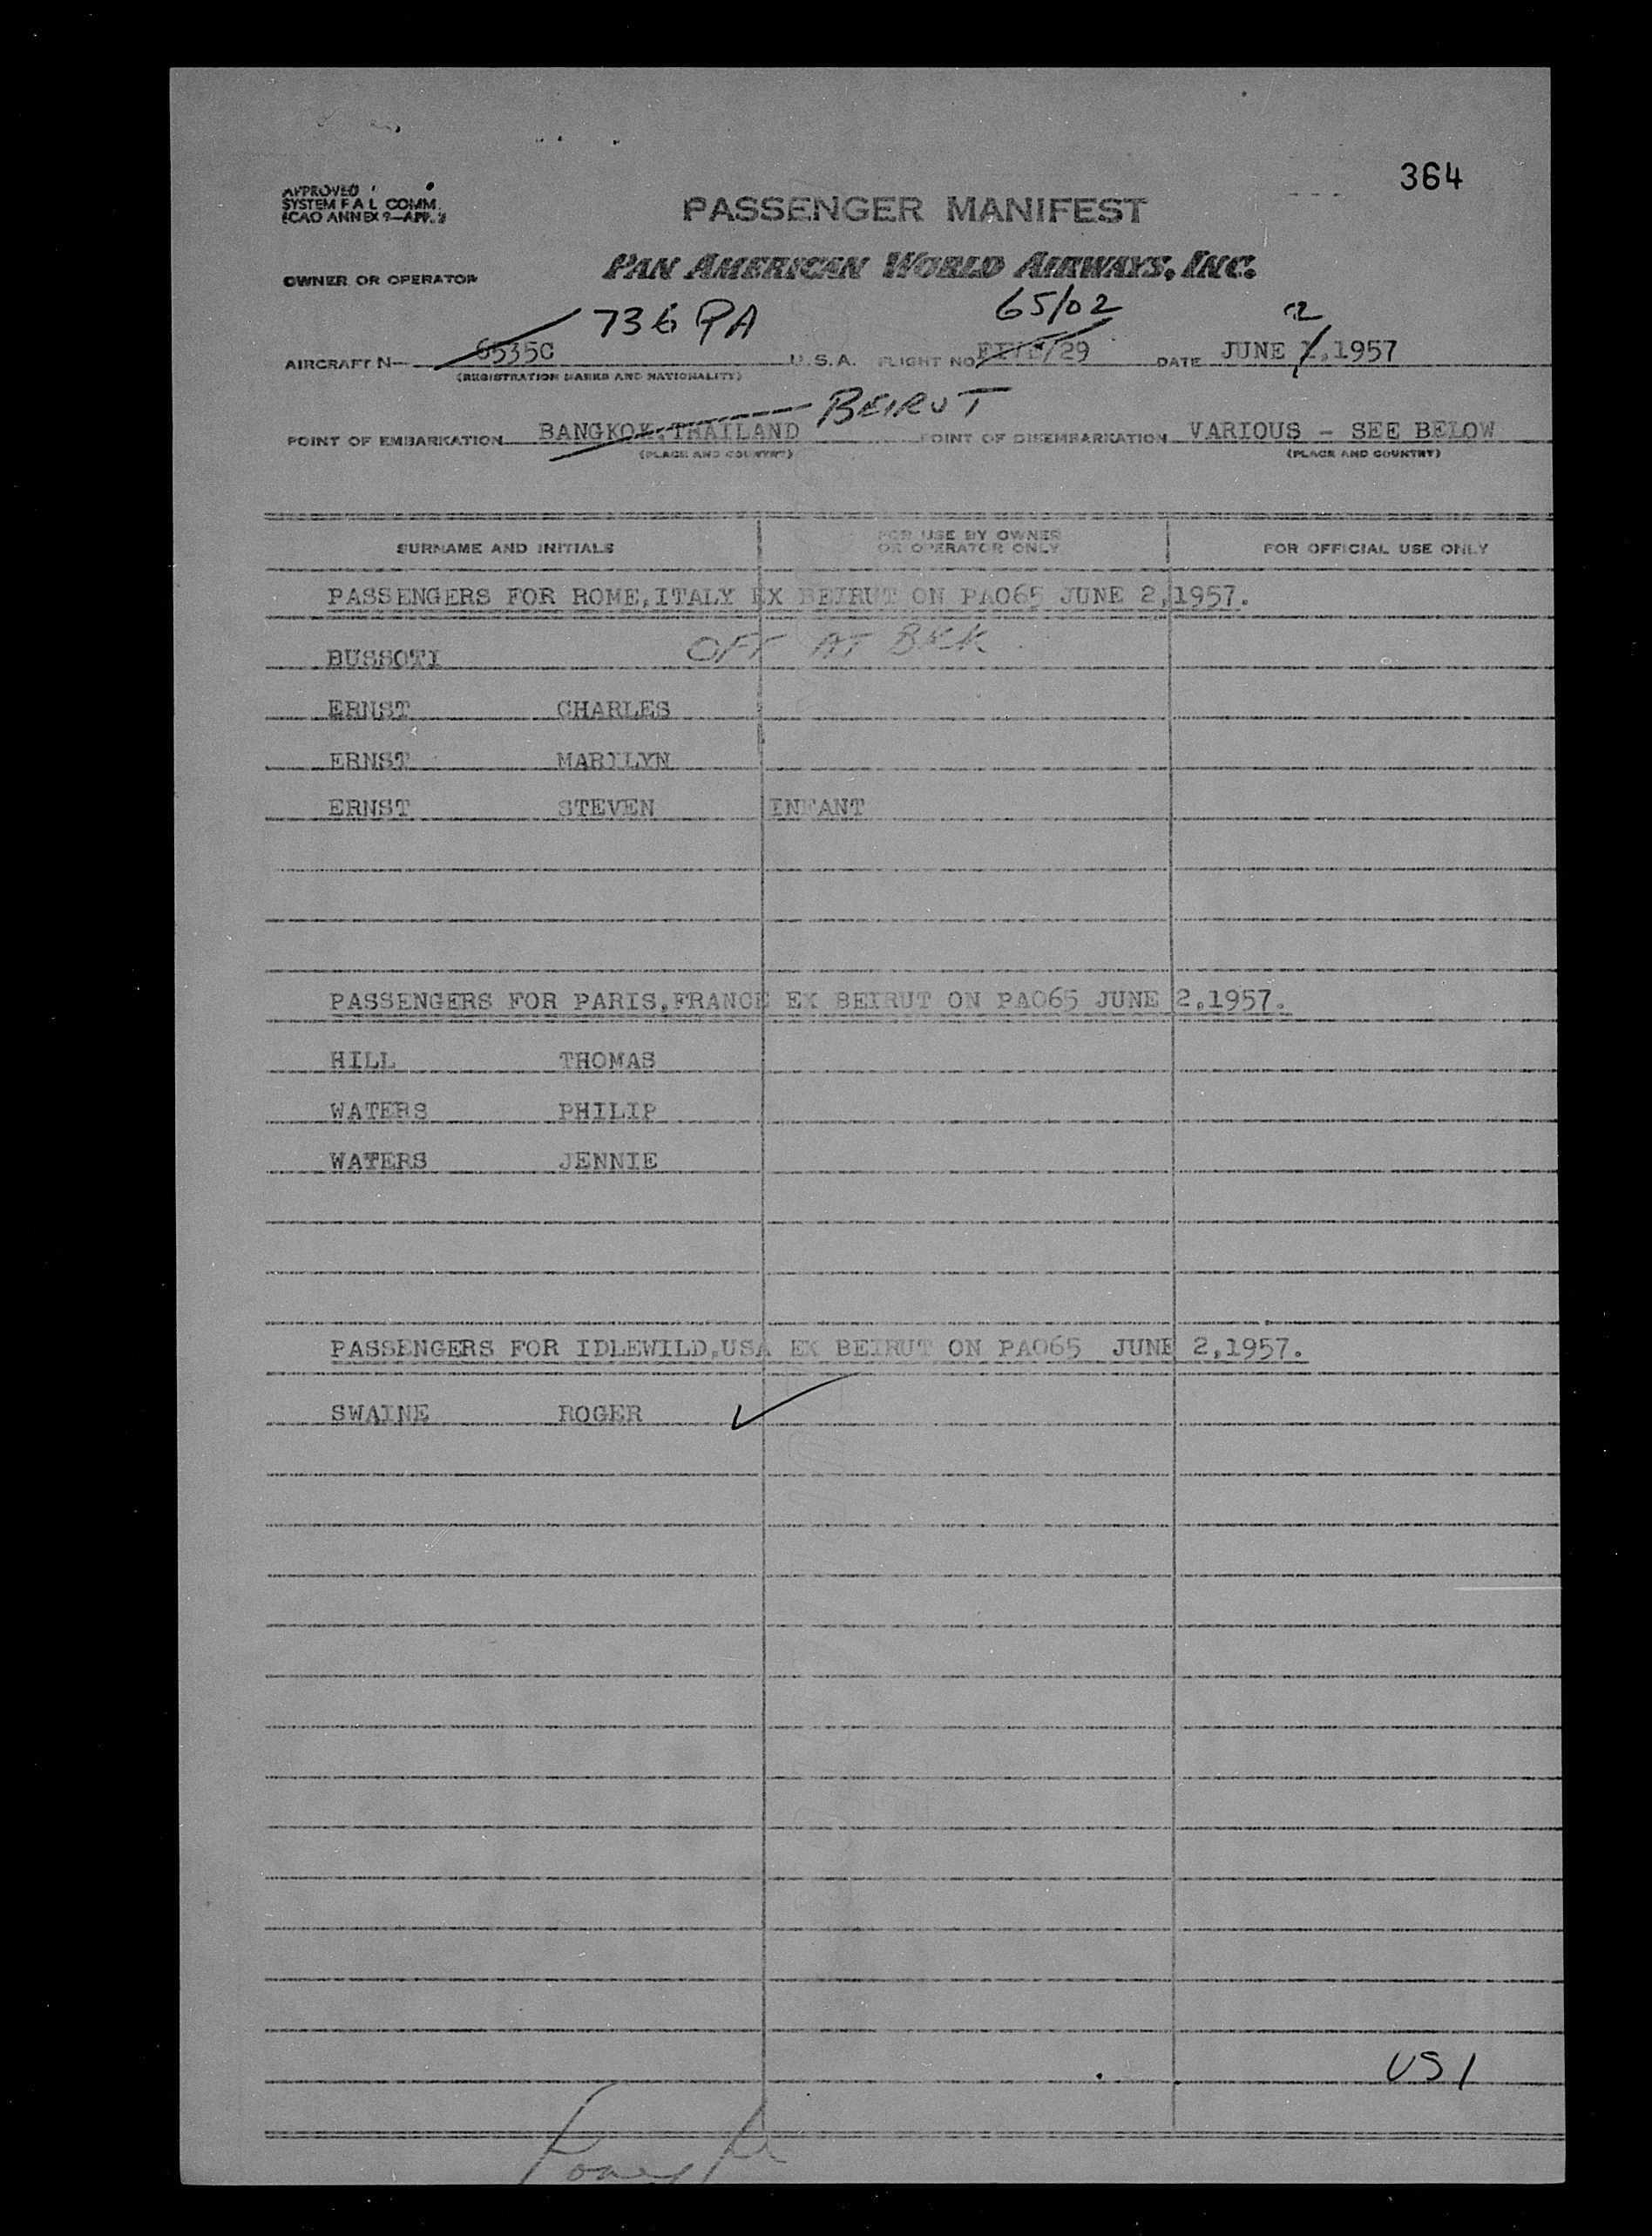 364
APPROVED
SYSTEM F A L COMM.
ICAO ANNEX 9—APP. 3
PASSENGER MANIFEST
OWNER OR OPERATOR PAN AMERICAN WORLD AIRWAYS, INC.
736 PA 65/02 2
AIRCRAFT N— 6535C U.S.A. FLIGHT NO. /29 DATE JUNE 1,1957
(REGISTRATION MARKS AND NATIONALITY)
BEIRUT
POINT OF EMBARKATION BANGKOK,THAILAND POINT OF DISEMBARKATION VARIOUS - SEE BELOW
(PLACE AND COUNTRY) (PLACE AND COUNTRY)
SURNAME AND INITIALS FOR USE BY OWNER OR OPERATOR ONLY FOR OFFICIAL USE ONLY
PASSENGERS FOR ROME,ITALY EX BEIRUT ON PA065 JUNE 2,1957.
BUSSOTI OFF AT BKK
ERNST CHARLES
ERNST MARILYN
ERNST STEVEN INFANT
PASSENGERS FOR PARIS,FRANCE EX BEIRUT ON PA065 JUNE 2,1957.
HILL THOMAS
WATERS PHILIP
WATERS JENNIE
PASSENGERS FOR IDLEWILD,USA EX BEIRUT ON PA065 JUNE 2,1957.
SWAINE ROGER
US 1